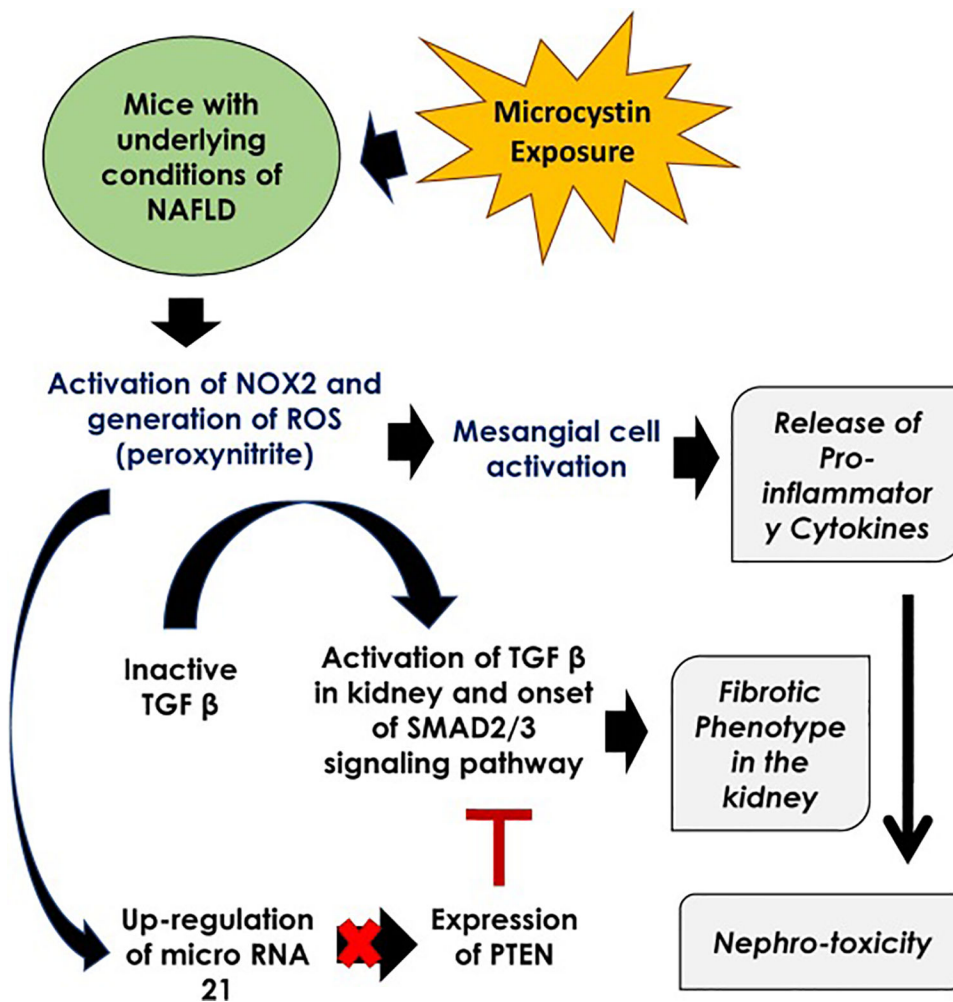 Mice with
underlying
conditions of
NAFLD
Microcystin
Exposure
Activation of NOX2 and
generation of ROS
(peroxynitrite)
Mesangial cell
activation
Release of
Pro-
inflammator
y Cytokines
Inactive
TGF β
Activation of TGF β
in kidney and onset
of SMAD2/3
signaling pathway
Fibrotic
Phenotype
in the
kidney
Up-regulation
of micro RNA
21
Expression
of PTEN
Nephro-toxicity